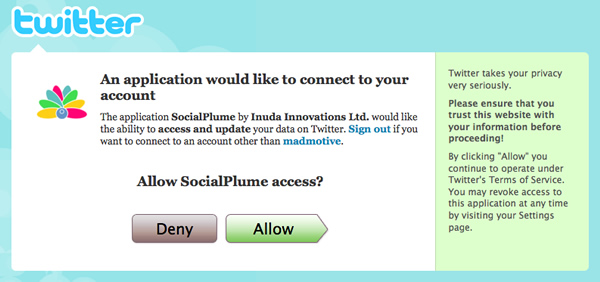 twitter
An application would like to connect to your
account
The application SocialPlume by Inuda Innovations Ltd. would like
the ability to access and update your data on Twitter. Sign out if you
want to connect to an account other than madmotive.
Allow SocialPlume access?
Deny
Allow
Twitter takes your privacy
very seriously.
Please ensure that you
trust this website with
your information before
proceeding!
By clicking "Allow" you
continue to operate under
Twitter's Terms of Service.
You may revoke access to
this application at any time
by visiting your Settings
page.